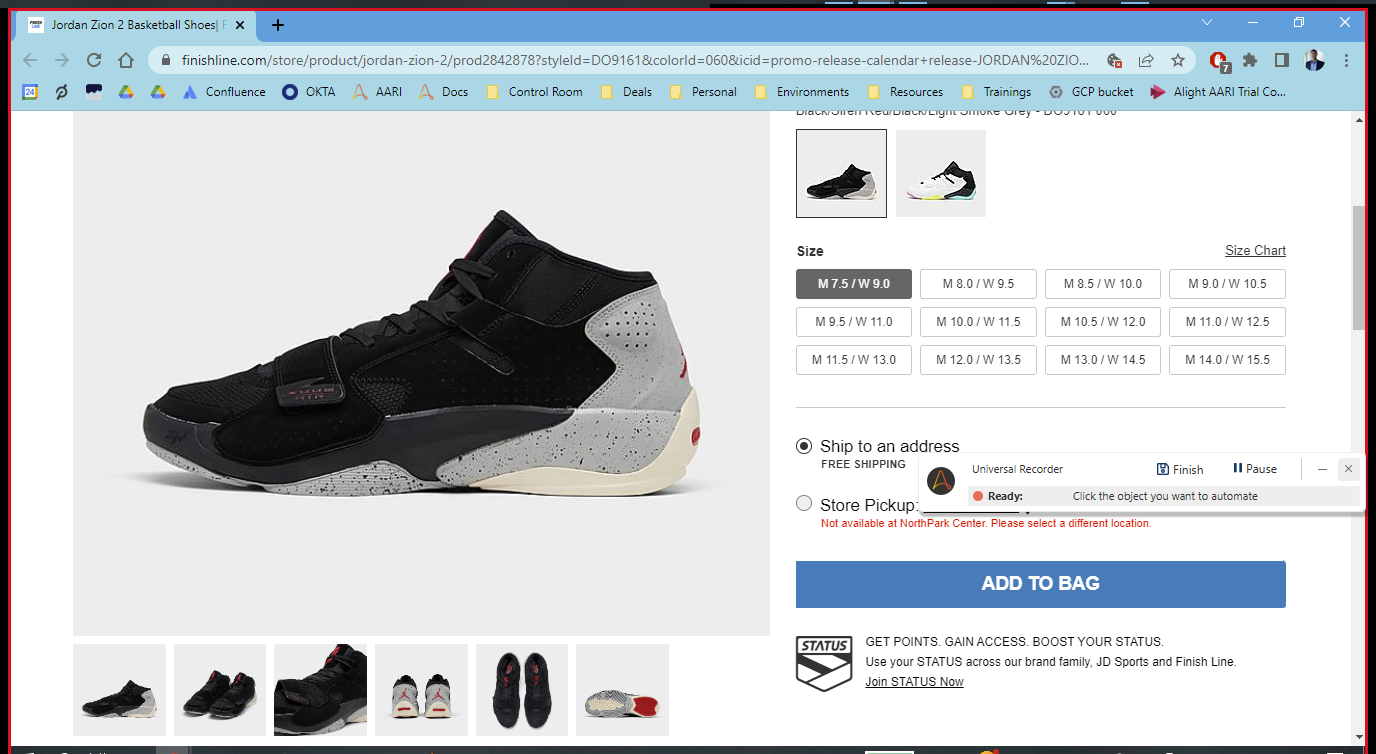 Jordan Zion 2 Basketball Shoes| F
finishline.com/store/product/jordan-zion-2/prod2842878?styleId=DO9161&colorId=060&icid=promo-release-calendar+release-JORDAN%20ZIO...
7
24
Confluence
OKTA
AARI
Docs
Control Room
Deals
Personal
Environments
Resources
Trainings
GCP bucket
Alight AARI Trial Co...
Black/Siren Red/Black/Light Smoke Grey - DO9161 060
Size
Size Chart
M 7.5 / W 9.0
M 8.0 / W 9.5
M 8.5 / W 10.0
M 9.0 / W 10.5
M 9.5 / W 11.0
M 10.0 / W 11.5
M 10.5 / W 12.0
M 11.0 / W 12.5
M 11.5 / W 13.0
M 12.0 / W 13.5
M 13.0 / W 14.5
M 14.0 / W 15.5
Ship to an address
FREE SHIPPING
Universal Recorder
Finish
Pause
Ready:
Click the object you want to automate
Store Pickup:
Not available at NorthPark Center. Please select a different location.
ADD TO BAG
STATUS
GET POINTS. GAIN ACCESS. BOOST YOUR STATUS.
Use your STATUS across our brand family, JD Sports and Finish Line.
Join STATUS Now